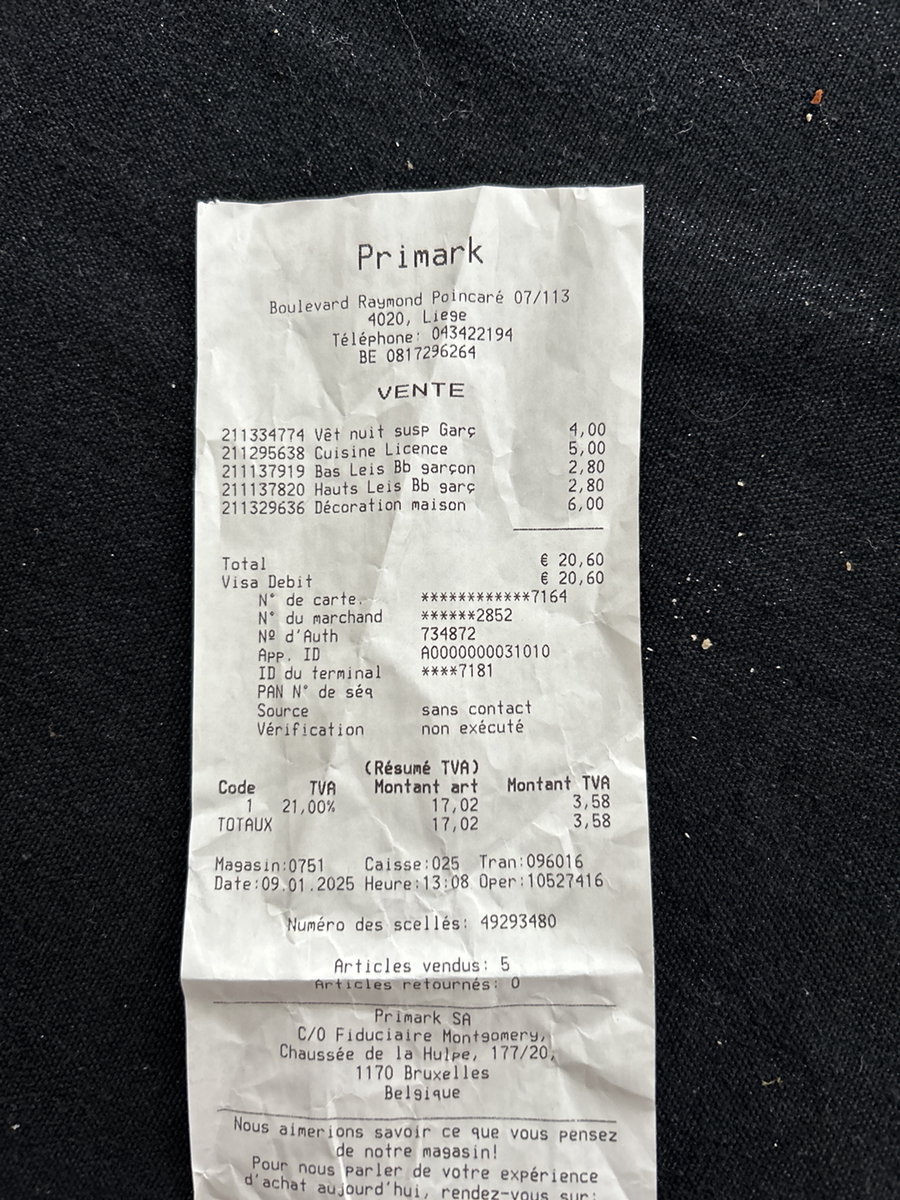 Primark
Boulevard Raymond Poincaré 07/113
4020, Liege
Téléphone: 043422194
BE 0817296264
VENTE
211334774 Vêt nuit susp Garç 4,00
211295638 Cuisine Licence 5,00
211137919 Bas Leis Bb garçon 2,80
211137820 Hauts Leis Bb garç 2,80
211329636 Décoration maison 6,00
Total € 20,60
Visa Debit € 20,60
N° de carte. ************7164
N° du marchand ******2852
Nº d'Auth 734872
App. ID A0000000031010
ID du terminal ****7181
PAN N° de séq
Source sans contact
Vérification non exécuté
(Résumé TVA)
Code TVA Montant art Montant TVA
1 21,00% 17,02 3,58
TOTAUX 17,02 3,58
Magasin:0751 Caisse:025 Tran:096016
Date:09.01.2025 Heure:13:08 Oper:10527416
Numéro des scellés: 49293480
Articles vendus: 5
Articles retournés: 0
Primark SA
C/O Fiduciaire Montgomery,
Chaussée de la Hulpe, 177/20,
1170 Bruxelles
Belgique
Nous aimerions savoir ce que vous pensez
de notre magasin!
Pour nous parler de votre expérience
d'achat aujourd'hui, rendez-vous sur: